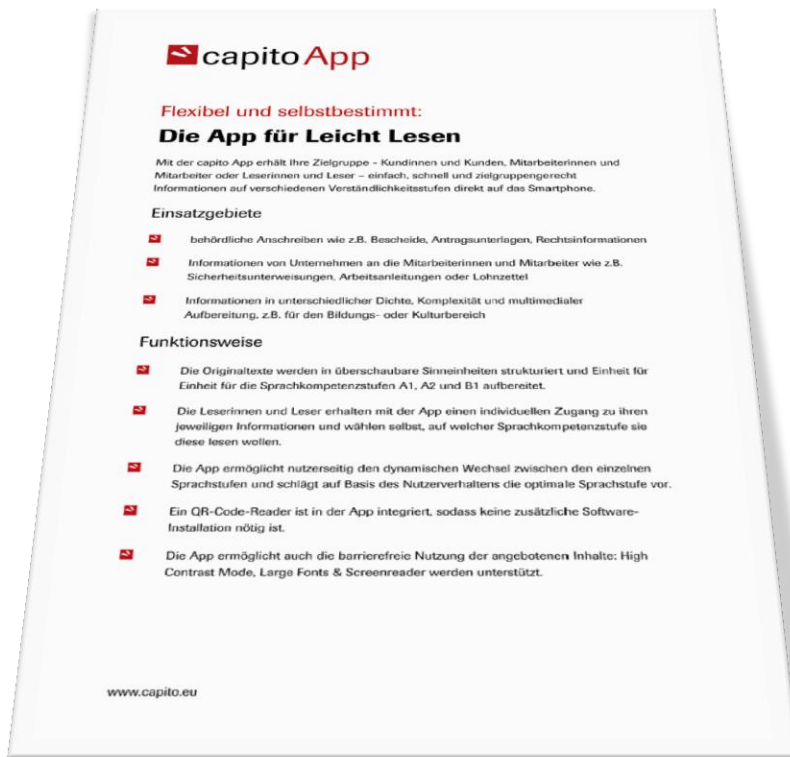 capito App
Flexibel und selbstbestimmt:
Die App für Leicht Lesen
Mit der capito App erhält Ihre Zielgruppe - Kundinnen und Kunden, Mitarbeiterinnen und
Mitarbeiter oder Leserinnen und Leser – einfach, schnell und zielgruppengerecht
Informationen auf verschiedenen Verständlichkeitsstufen direkt auf das Smartphone.
Einsatzgebiete
behördliche Anschreiben wie z.B. Bescheide, Antragsunterlagen, Rechtsinformationen
Informationen von Unternehmen an die Mitarbeiterinnen und Mitarbeiter wie z.B.
Sicherheitsunterweisungen, Arbeitsanleitungen oder Lohnzettel
Informationen in unterschiedlicher Dichte, Komplexität und multimedialer
Aufbereitung, z.B. für den Bildungs- oder Kulturbereich
Funktionsweise
Die Originaltexte werden in überschaubare Sinneinheiten strukturiert und Einheit für
Einheit für die Sprachkompetenzstufen A1, A2 und B1 aufbereitet.
Die Leserinnen und Leser erhalten mit der App einen individuellen Zugang zu ihren
jeweiligen Informationen und wählen selbst, auf welcher Sprachkompetenzstufe sie
diese lesen wollen.
Die App ermöglicht nutzerseitig den dynamischen Wechsel zwischen den einzelnen
Sprachstufen und schlägt auf Basis des Nutzerverhaltens die optimale Sprachstufe vor.
Ein QR-Code-Reader ist in der App integriert, sodass keine zusätzliche Software-
Installation nötig ist.
Die App ermöglicht auch die barrierefreie Nutzung der angebotenen Inhalte: High
Contrast Mode, Large Fonts & Screenreader werden unterstützt.
www.capito.eu